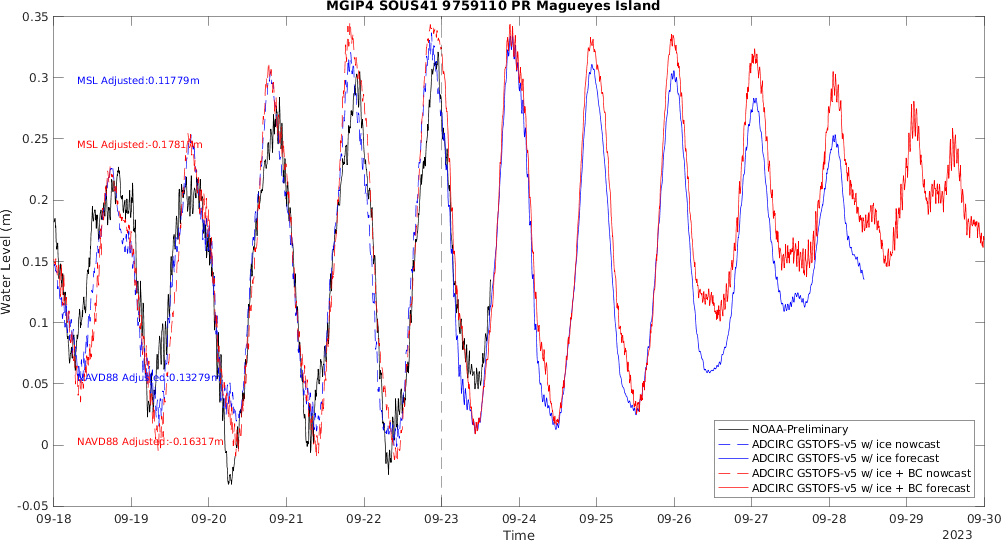 MGIP4 SOUS41 9759110 PR Magueyes Island
0.35
0.3
0.25
0.2
0.15
0.1
0.05
0
-0.05
Water Level (m)
MSL Adjusted:0.11779m
MSL Adjusted:-0.1781 m
NAVD88 Adjusted:0.13279m
NAVD88 Adjusted:-0.16317m
NOAA-Preliminary
ADCIRC GSTOFS-v5 w/ ice nowcast
ADCIRC GSTOFS-v5 w/ ice forecast
ADCIRC GSTOFS-v5 w/ ice + BC nowcast
ADCIRC GSTOFS-v5 w/ ice + BC forecast
09-18 09-19 09-20 09-21 09-22 09-23 09-24 09-25 09-26 09-27 09-28 09-29 09-30
Time
2023